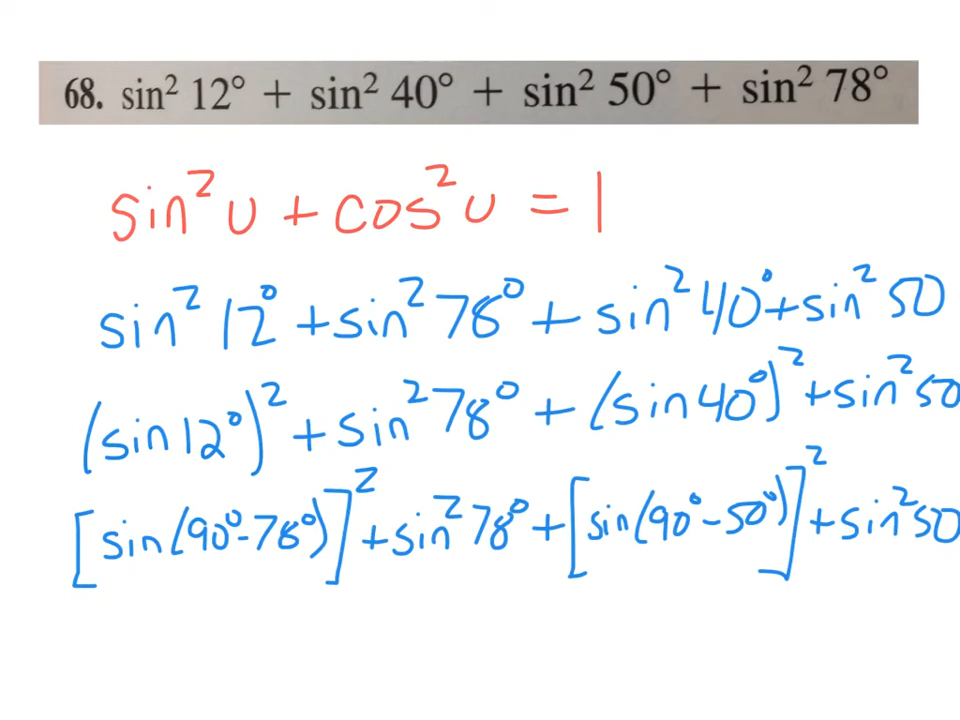 68. sin² 12° + sin² 40° + sin² 50° + sin² 78°
sin² u + cos² u = 1
sin² 12° + sin² 78° + sin² 40° + sin² 50
(sin 12°)² + sin² 78° + (sin 40°)² + sin² 50
[sin(90° - 78°)]² + sin² 78° + [sin(90° - 50°)]² + sin² 50